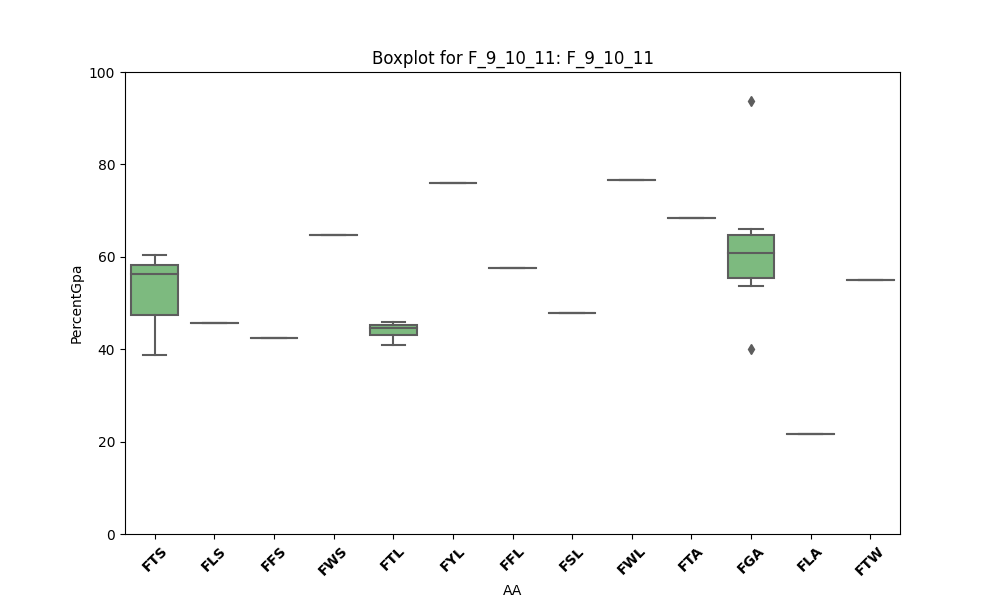 Boxplot for F_9_10_11: F_9_10_11
100
80
60
40
20
0
PercentGpa
FTS
FLS
FFS
FWS
FTL
FYL
FFL
FSL
FWL
FTA
FGA
FLA
FTW
AA